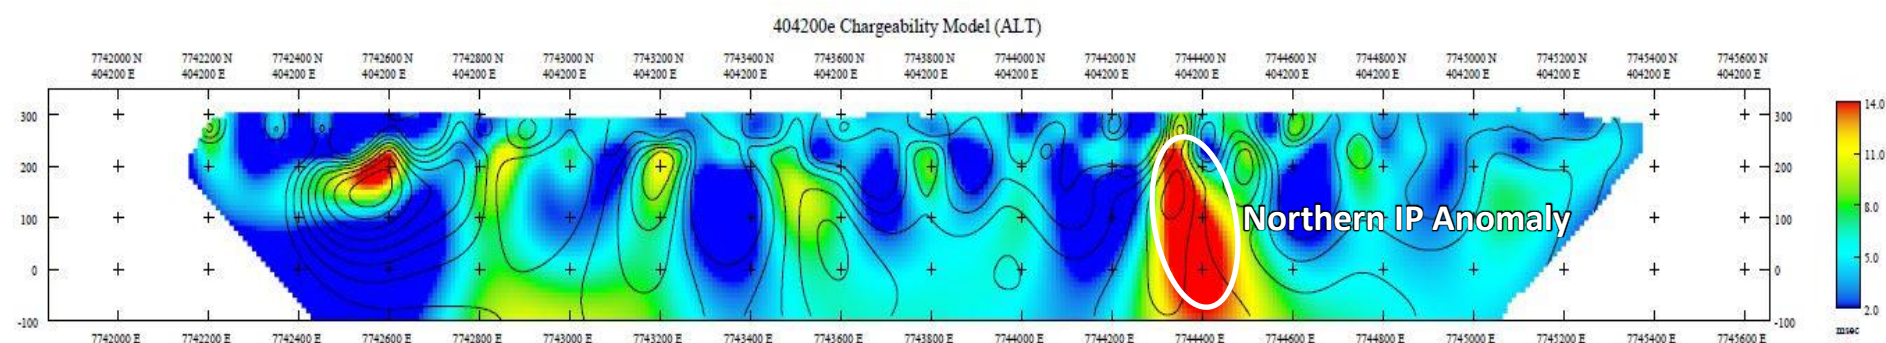 404200e Chargeability Model (ALT)
7742000 N 7742200 N 7742400 N 7742600 N 7742800 N 7743000 N 7743200 N 7743400 N 7743600 N 7743800 N 7744000 N 7744200 N 7744400 N 7744600 N 7744800 N 7745000 N 7745200 N 7745400 N 7745600 N
404200 E 404200 E 404200 E 404200 E 404200 E 404200 E 404200 E 404200 E 404200 E 404200 E 404200 E 404200 E 404200 E 404200 E 404200 E 404200 E 404200 E 404200 E 404200 E
14.0
300 300
11.0
200 200
8.0
100 Northern IP Anomaly 100
5.0
0 0
2.0
-100 -100
msec
7742000 E 7742200 E 7742400 E 7742600 E 7742800 E 7743000 E 7743200 E 7743400 E 7743600 E 7743800 E 7744000 E 7744200 E 7744400 E 7744600 E 7744800 E 7745000 E 7745200 E 7745400 E 7745600 E